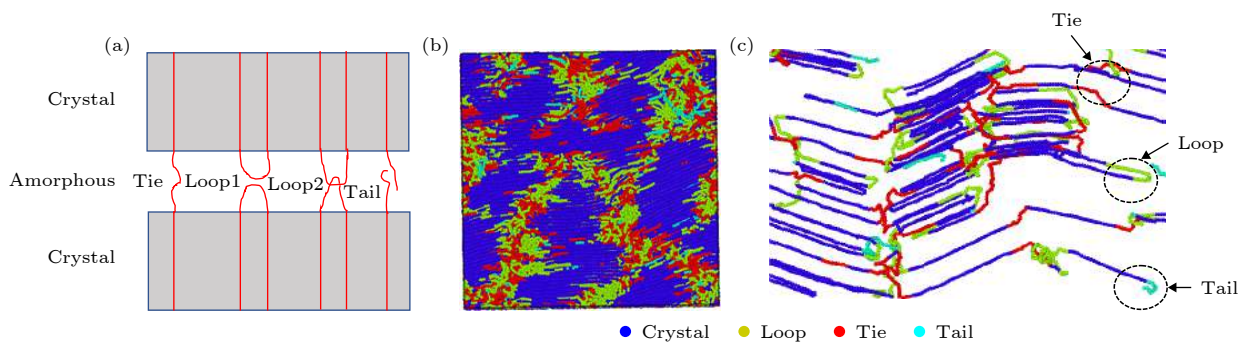 (a)
Crystal
Amorphous
Tie
Loop1
Loop2
Tail
Crystal
(b)
(c)
Tie
Loop
Tail
Crystal Loop Tie Tail